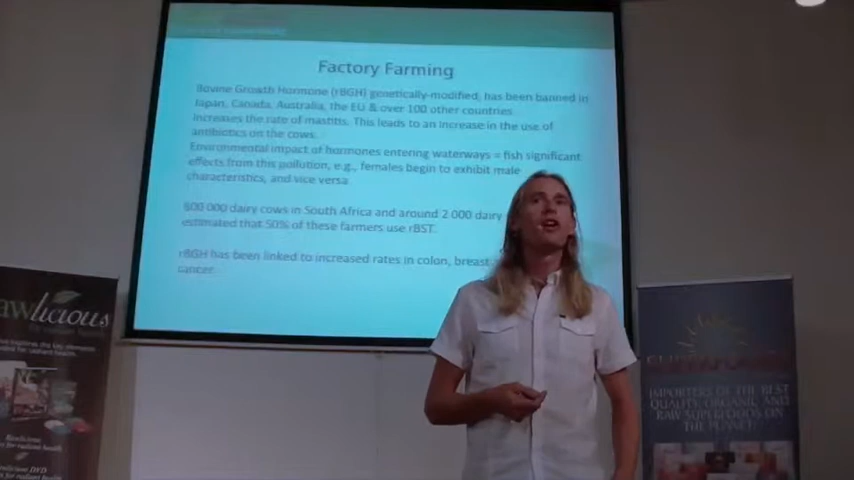 Factory Farming
Bovine Growth Hormone (rBGH) genetically-modified, has been banned in
Japan, Canada, Australia, the EU & over 100 other countries.
Increases the rate of mastitis. This leads to an increase in the use of
antibiotics on the cows.
Environmental impact of hormones entering waterways = fish significant
effects from this pollution, e.g., females begin to exhibit male
characteristics, and vice versa.
600 000 dairy cows in South Africa and around 2 000 dairy
estimated that 50% of these farmers use rBST.
rBGH has been linked to increased rates in colon, breast
cancer.
awlicious
IMPORTERS OF THE BEST
QUALITY, ORGANIC, AND
RAW SUPERFOODS ON
THE PLANET